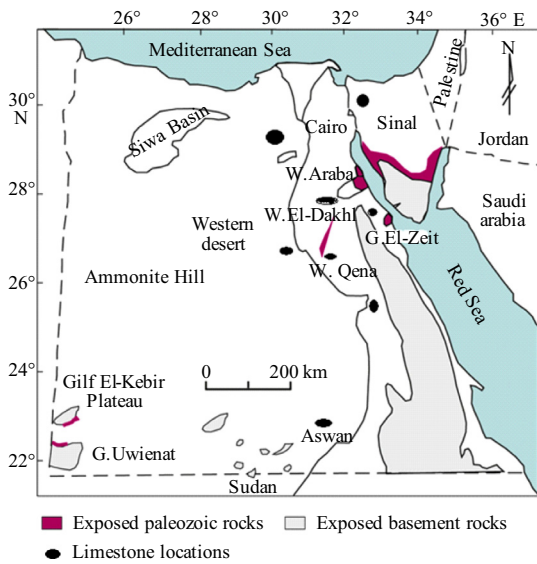 26° 28° 30° 32° 34° 36° E
Mediterranean Sea
N
Palestine
30°
N
Siwa Basin
Cairo
Sinal
Jordan
28°
W.Araba
Western
desert
W.El-Dakhl
G.El-Zeit
Saudi
arabia
Ammonite Hill
W. Qena
Red Sea
26°
0 200 km
24°
Gilf El-Kebir
Plateau
G.Uwienat
Aswan
22°
Sudan
Exposed paleozoic rocks Exposed basement rocks
Limestone locations